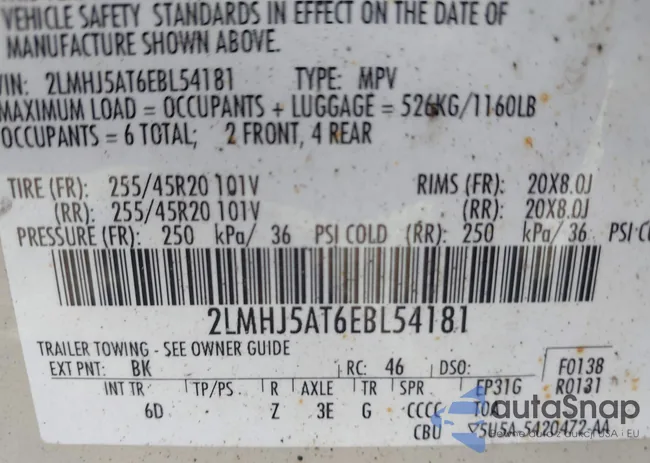 VEHICLE SAFETY STANDARDS IN EFFECT ON THE DATE OF
MANUFACTURE SHOWN ABOVE.
VIN: 2LMHJ5AT6EBL54181 TYPE: MPV
MAXIMUM LOAD = OCCUPANTS + LUGGAGE = 526KG/1160LB
OCCUPANTS = 6 TOTAL; 2 FRONT, 4 REAR
TIRE (FR): 255/45R20 101V RIMS (FR): 20X8.0J
(RR): 255/45R20 101V (RR): 20X8.0J
PRESSURE (FR): 250 kPa/ 36 PSI COLD (RR): 250 kPa/ 36 PSI
2LMHJ5AT6EBL54181
TRAILER TOWING - SEE OWNER GUIDE
EXT PNT: BK RC: 46 DSO: F0138
INT TR TP/PS R AXLE TR SPR EP31G R0131
6D Z 3E G CCCC
autoSnap
CBU 5U5A-5420472-AA